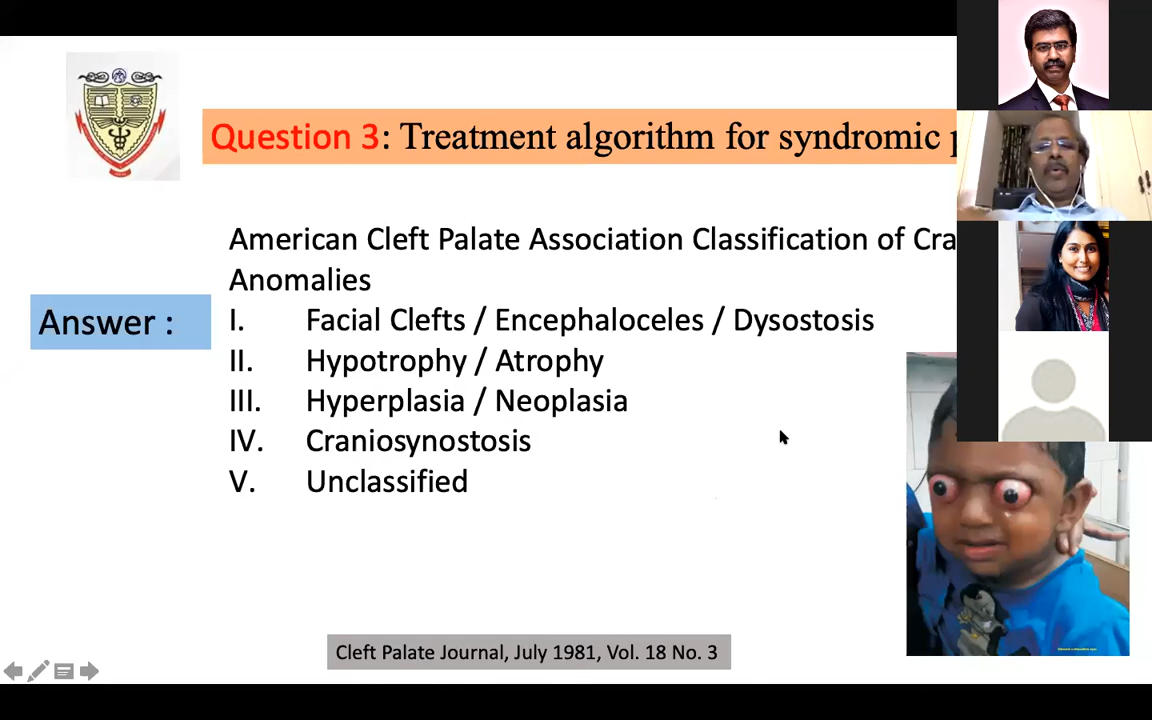 Question 3: Treatment algorithm for syndromic
American Cleft Palate Association Classification of
Anomalies
Answer :
I. Facial Clefts / Encephaloceles / Dysostosis
II. Hypotrophy / Atrophy
III. Hyperplasia / Neoplasia
IV. Craniosynostosis
V. Unclassified
Cleft Palate Journal, July 1981, Vol. 18 No. 3